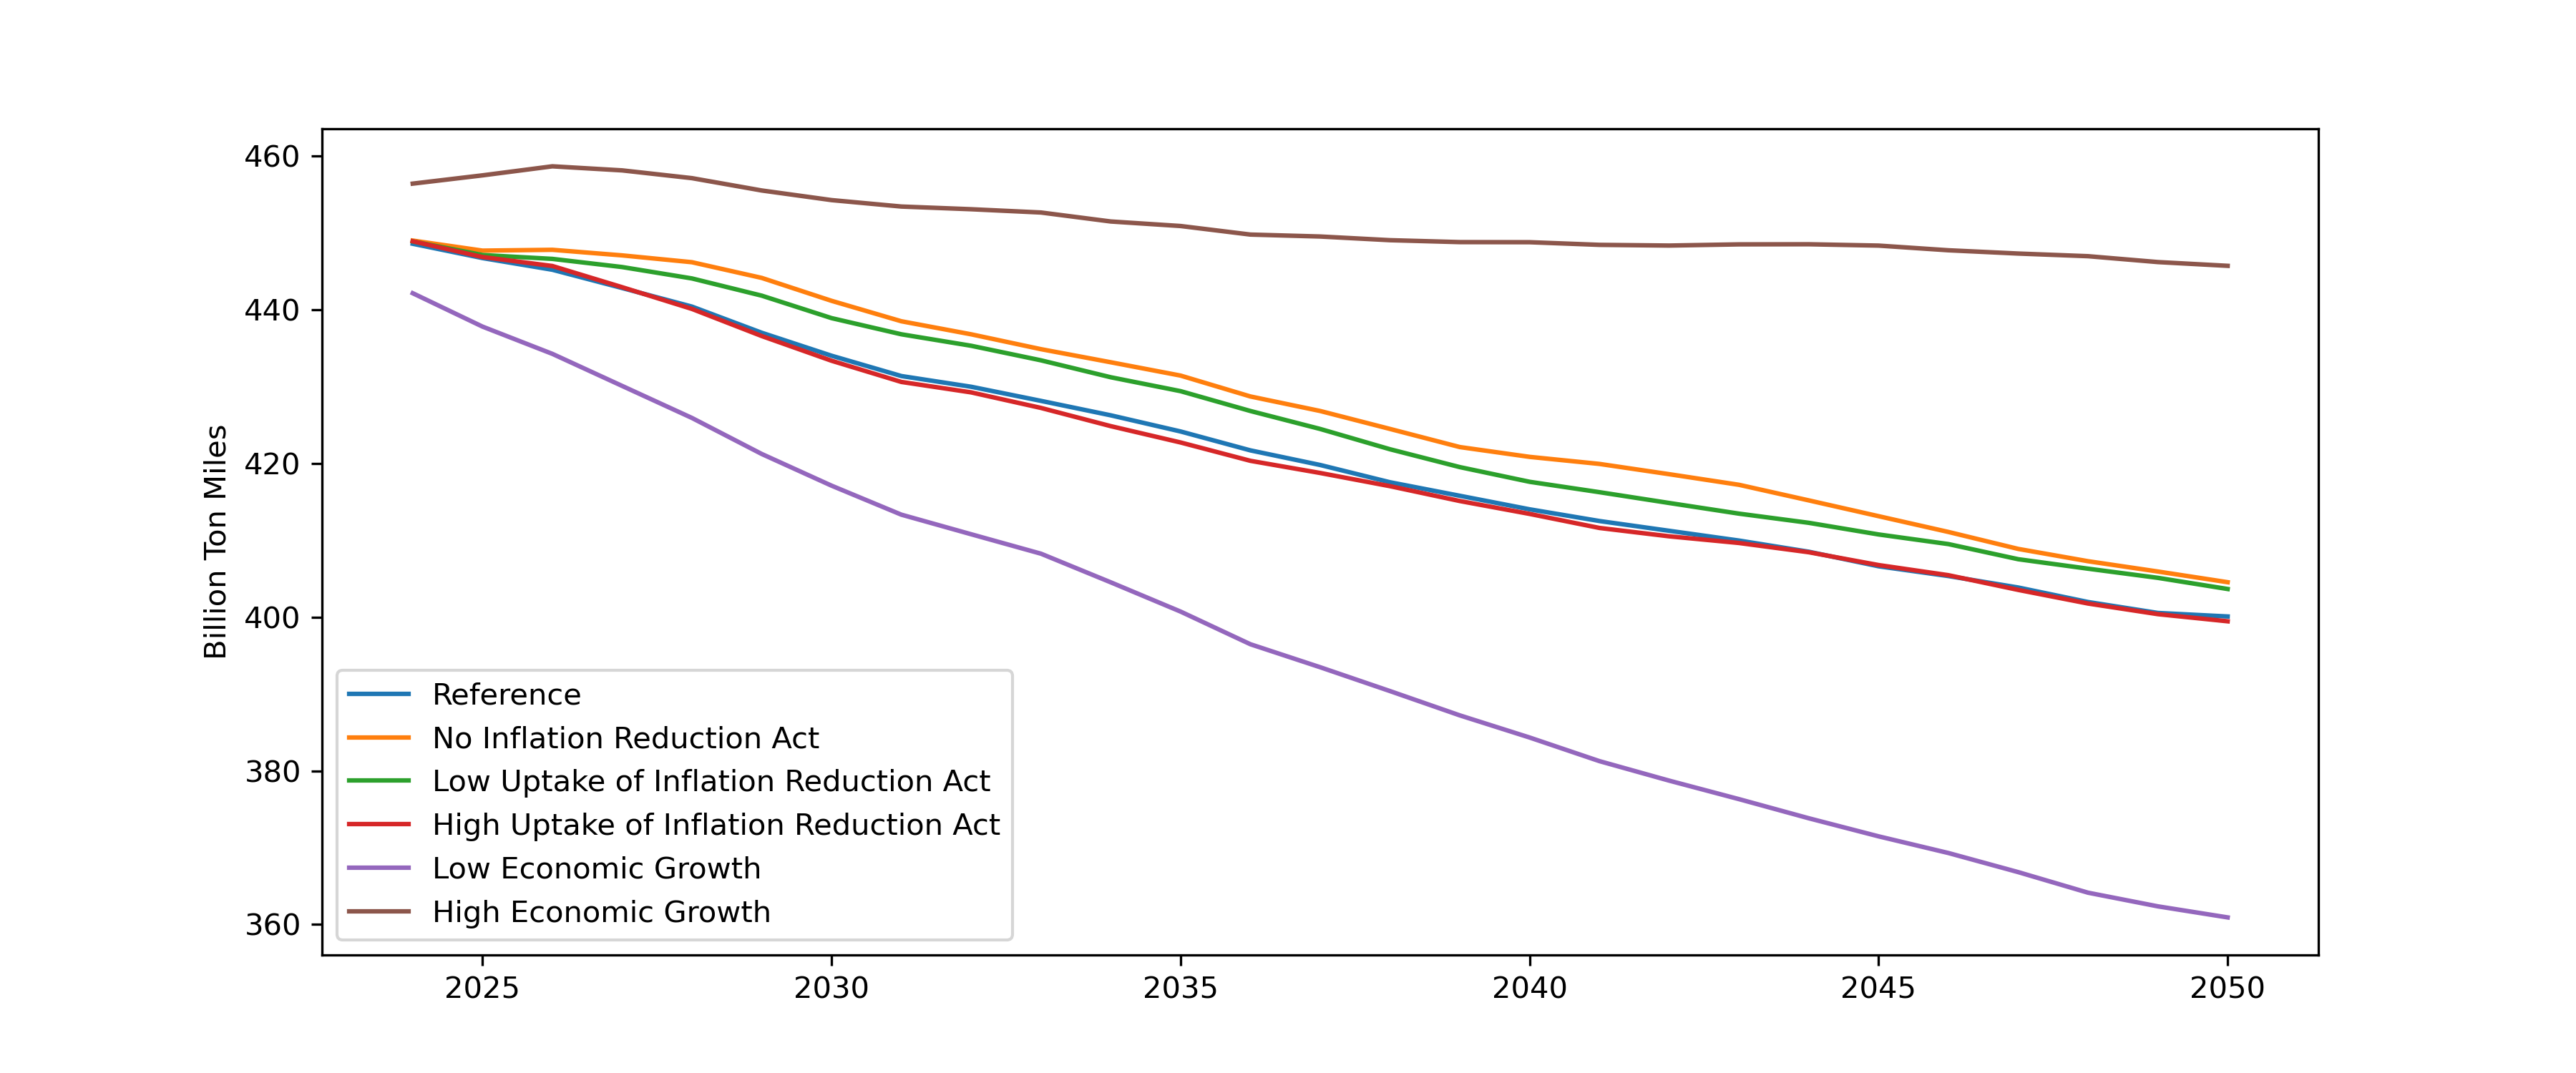 460
440
420
400
380
360
Billion Ton Miles
Reference
No Inflation Reduction Act
Low Uptake of Inflation Reduction Act
High Uptake of Inflation Reduction Act
Low Economic Growth
High Economic Growth
2025 2030 2035 2040 2045 2050